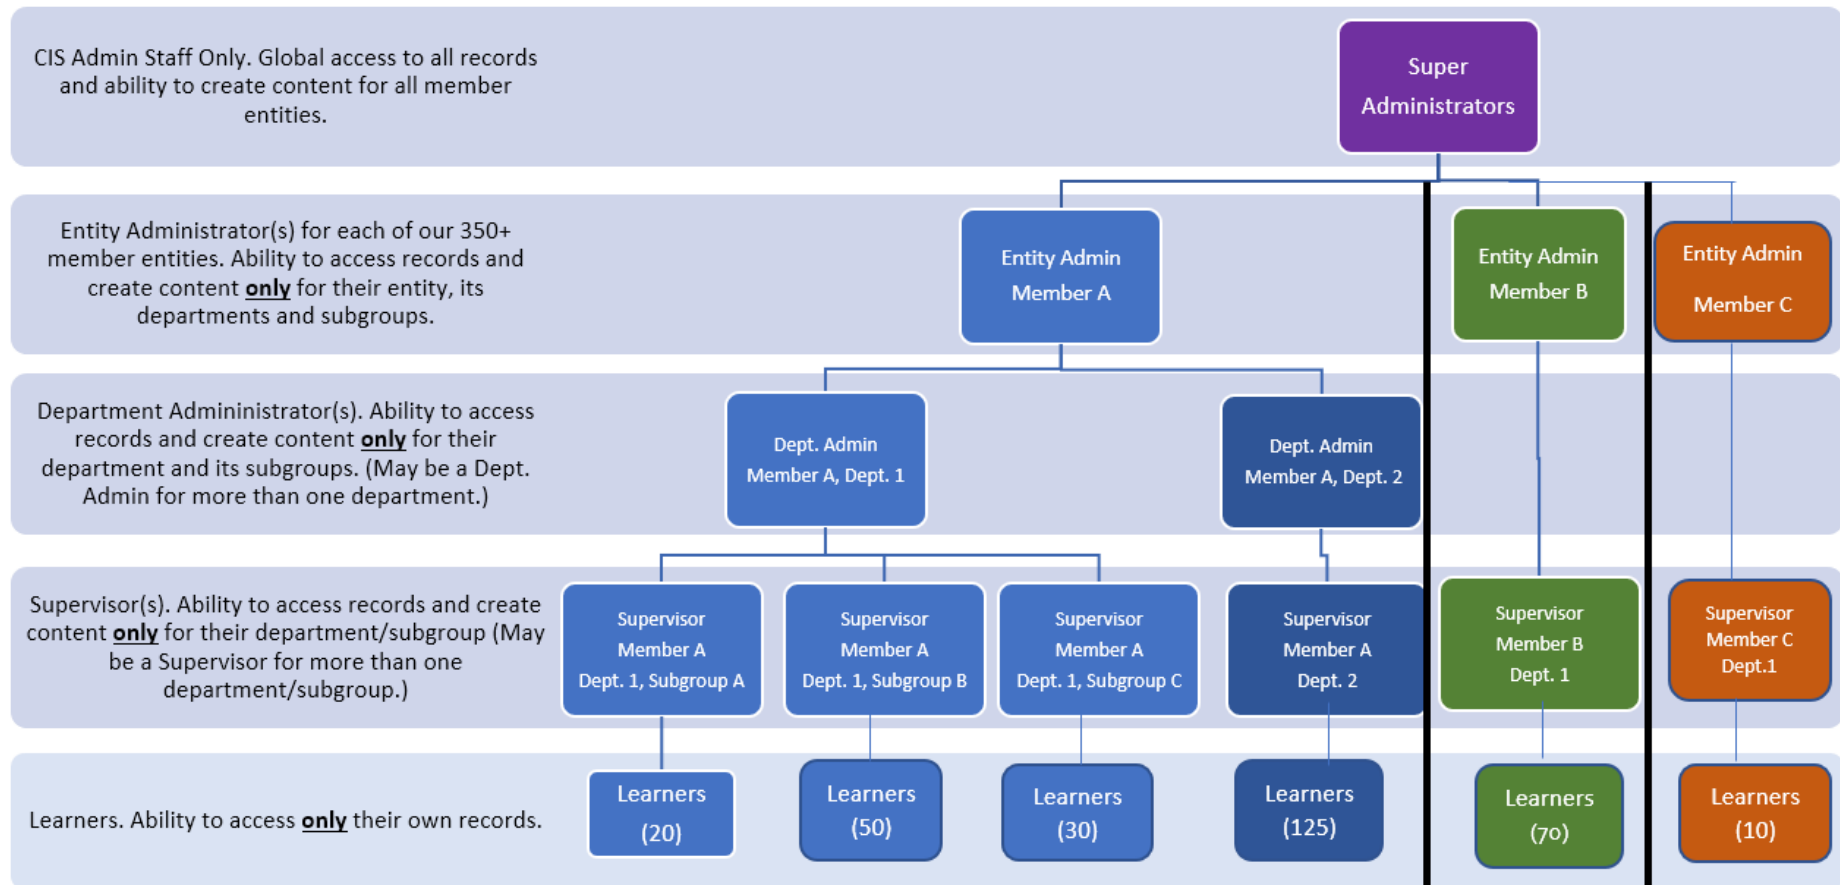 CIS Admin Staff Only. Global access to all records
and ability to create content for all member
entities.
Super
Administrators
Entity Administrator(s) for each of our 350+
member entities. Ability to access records and
create content only for their entity, its
departments and subgroups.
Entity Admin
Member A
Entity Admin
Member B
Entity Admin
Member C
Department Admininistrator(s). Ability to access
records and create content only for their
department and its subgroups. (May be a Dept.
Admin for more than one department.)
Dept. Admin
Member A, Dept. 1
Dept. Admin
Member A, Dept. 2
Supervisor(s). Ability to access records and create
content only for their department/subgroup (May
be a Supervisor for more than one
department/subgroup.)
Supervisor
Member A
Dept. 1, Subgroup A
Supervisor
Member A
Dept. 1, Subgroup B
Supervisor
Member A
Dept. 1, Subgroup C
Supervisor
Member A
Dept. 2
Supervisor
Member B
Dept. 1
Supervisor
Member C
Dept.1
Learners. Ability to access only their own records.
Learners
(20)
Learners
(50)
Learners
(30)
Learners
(125)
Learners
(70)
Learners
(10)